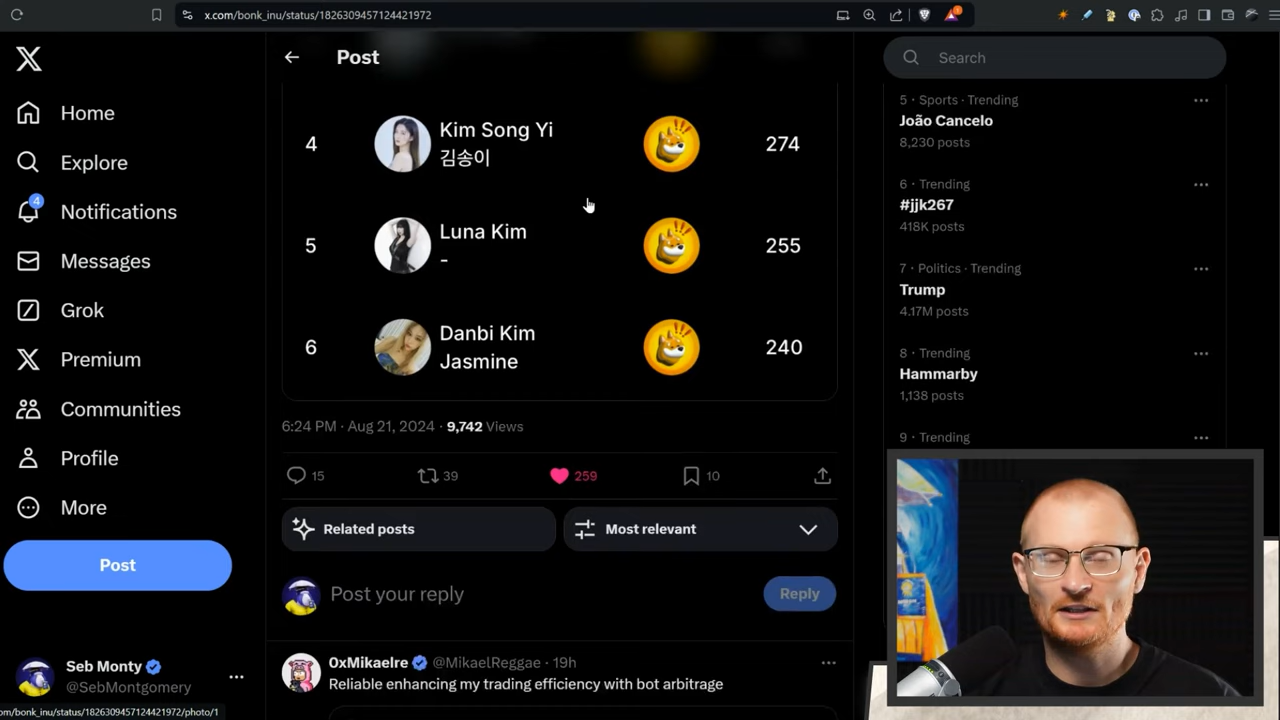 x.com/bonk_inu/status/1826309457124421972
1
Post
Search
Home
Explore
4
Notifications
Messages
Grok
Premium
Communities
Profile
More
Post
Seb Monty
@SebMontgomery
4 Kim Song Yi 274
김송이
5 Luna Kim 255
-
6 Danbi Kim 240
Jasmine
6:24 PM · Aug 21, 2024 · 9,742 Views
15 39 259 10
Related posts Most relevant
Post your reply Reply
0xMikaelre @MikaelReggae · 19h
Reliable enhancing my trading efficiency with bot arbitrage
5 · Sports · Trending
João Cancelo
8,230 posts
6 · Trending
#jjk267
418K posts
7 · Politics · Trending
Trump
4.17M posts
8 · Trending
Hammarby
1,138 posts
9 · Trending
om/bonk_inu/status/1826309457124421972/photo/1